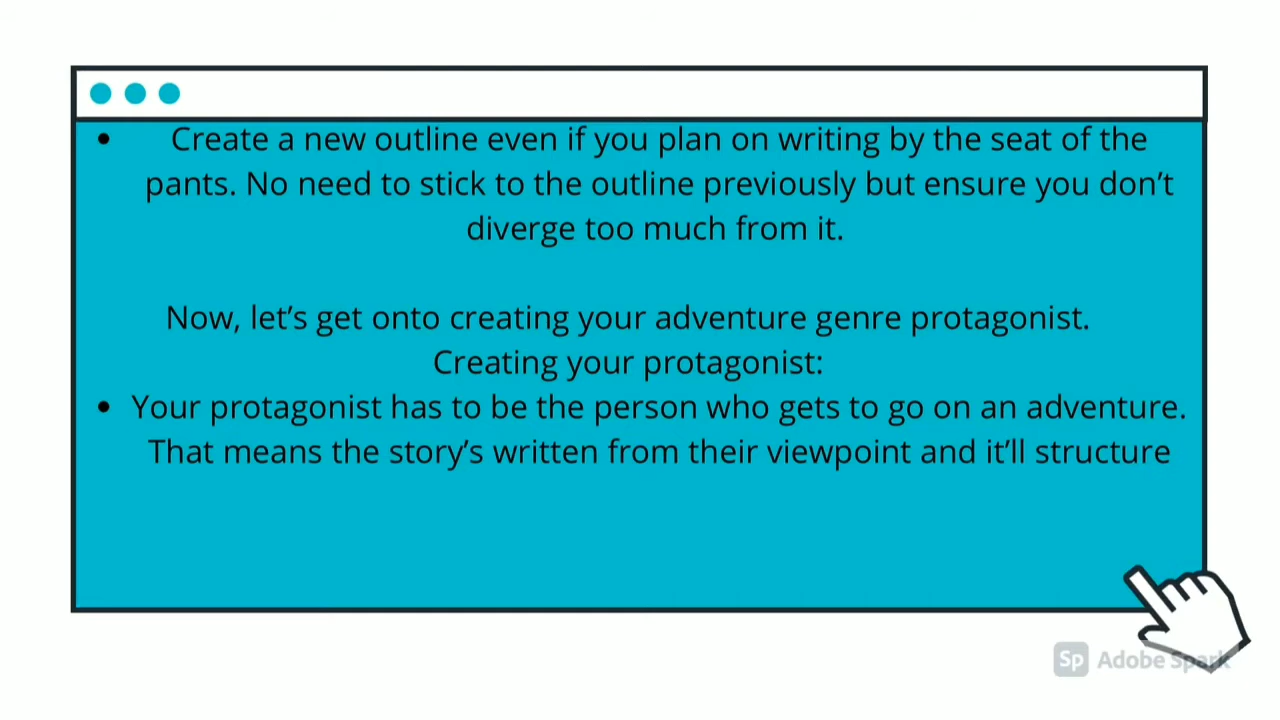 • Create a new outline even if you plan on writing by the seat of the
pants. No need to stick to the outline previously but ensure you don’t
diverge too much from it.
Now, let’s get onto creating your adventure genre protagonist.
Creating your protagonist:
• Your protagonist has to be the person who gets to go on an adventure.
That means the story’s written from their viewpoint and it’ll structure
Sp Adobe Spark